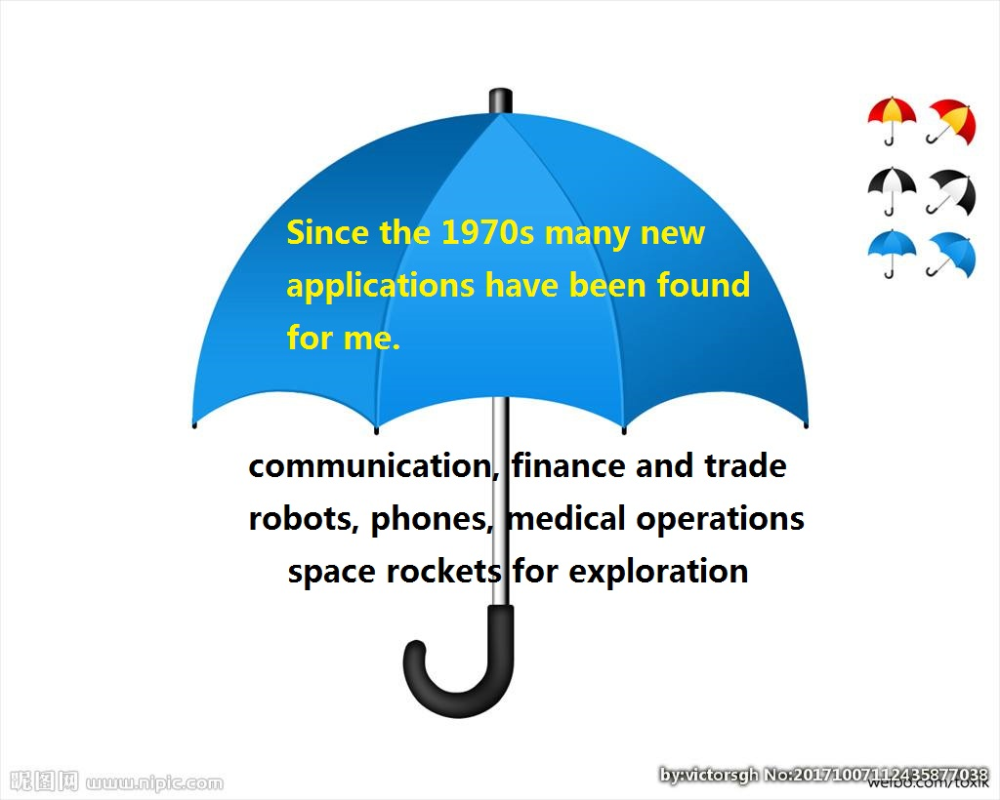 Since the 1970s many new
applications have been found
for me.
communication, finance and trade
robots, phones, medical operations
space rockets for exploration
昵图网 www.nipic.com
by:victorsgh No:20171007112435877038
weibo.com/toxik